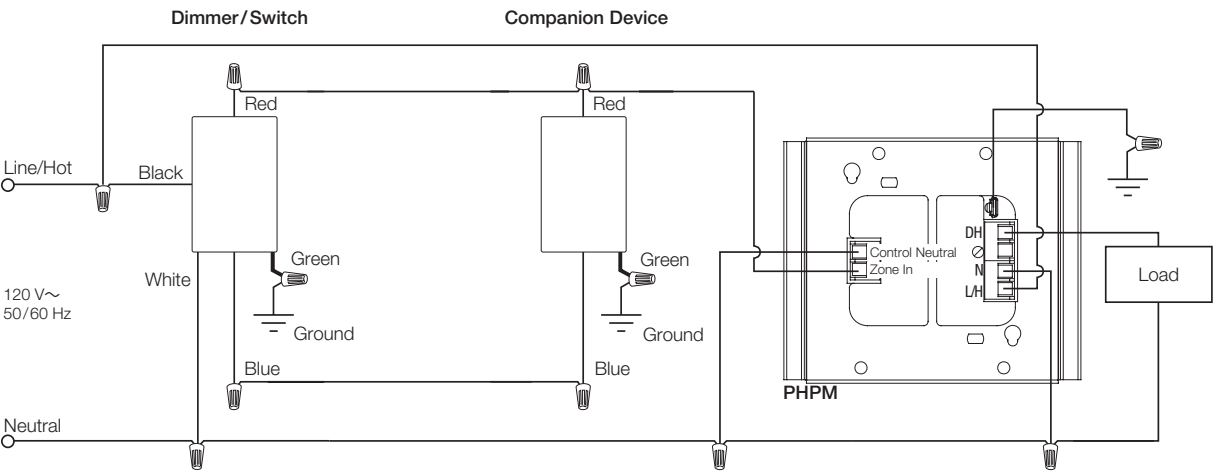 Dimmer/Switch
Companion Device
Red
Red
Line/Hot
Black
DH
Control Neutral
Green
Green
Zone In
N
Load
White
L/H
120 V~
50/60 Hz
Ground
Ground
Blue
Blue
PHPM
Neutral